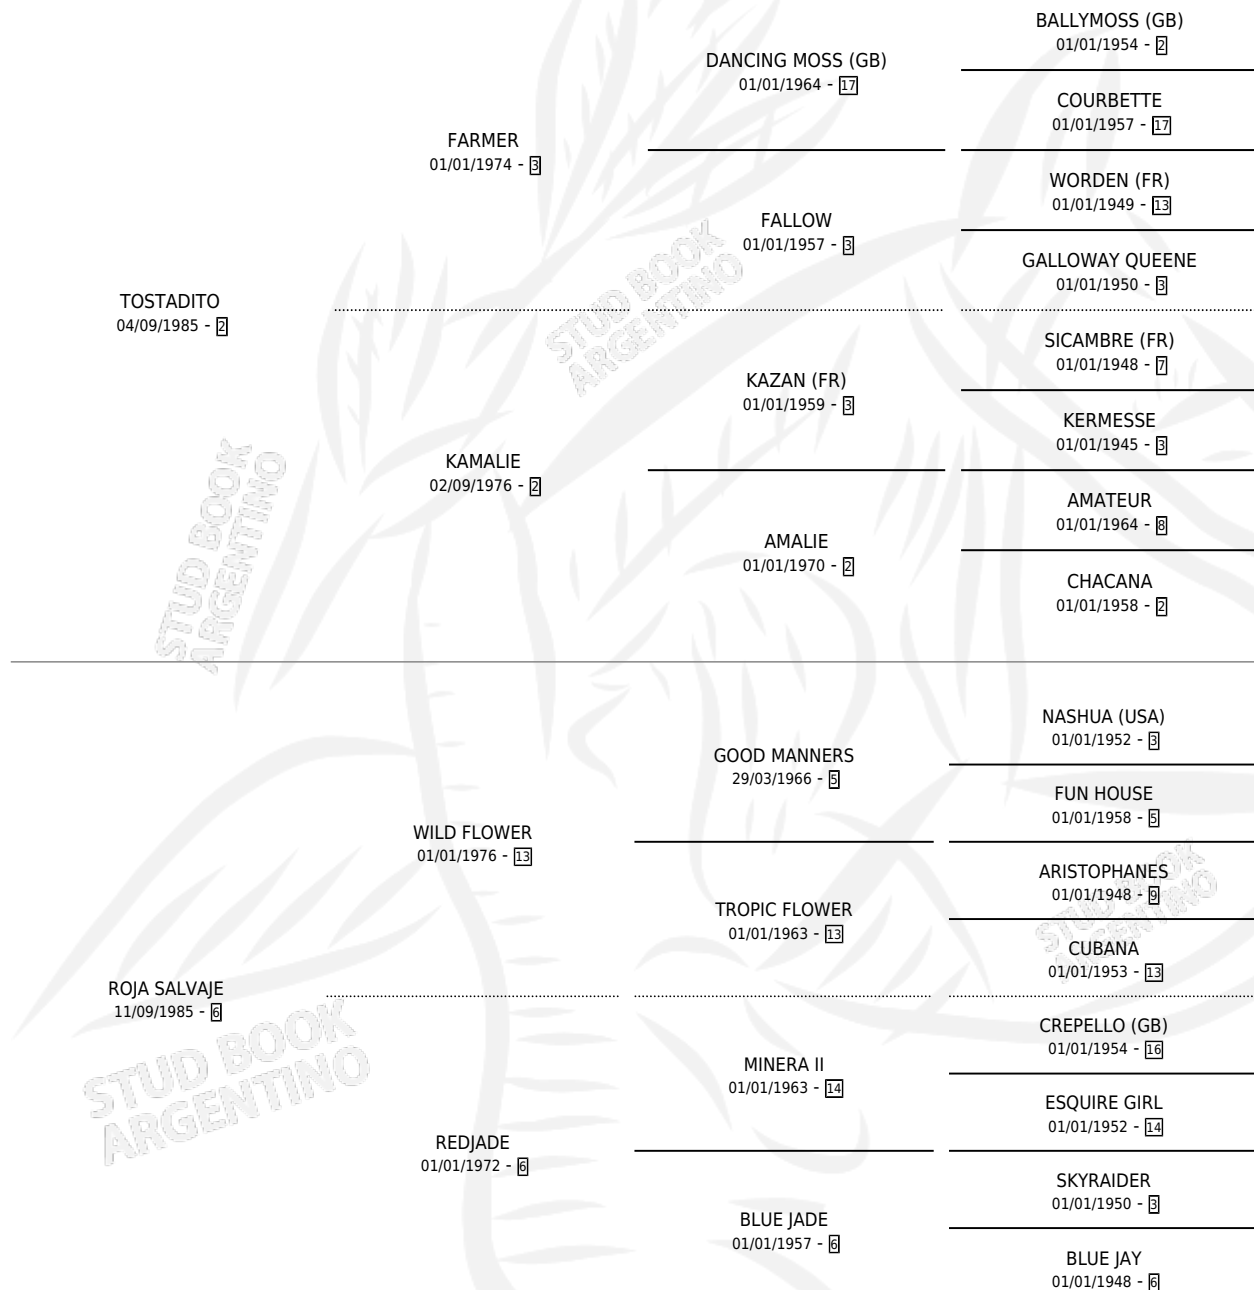 BALLYMOSS (GB)
01/01/1954 - 2
DANCING MOSS (GB)
01/01/1964 - 17
COURBETTE
01/01/1957 - 17
FARMER
01/01/1974 - 3
WORDEN (FR)
01/01/1949 - 13
FALLOW
01/01/1957 - 3
GALLOWAY QUEENE
01/01/1950 - 3
TOSTADITO
04/09/1985 - 2
SICAMBRE (FR)
01/01/1948 - 7
KAZAN (FR)
01/01/1959 - 3
KERMESSE
01/01/1945 - 3
KAMALIE
02/09/1976 - 2
AMATEUR
01/01/1964 - 8
AMALIE
01/01/1970 - 2
CHACANA
01/01/1958 - 2
NASHUA (USA)
01/01/1952 - 3
GOOD MANNERS
29/03/1966 - 5
FUN HOUSE
01/01/1958 - 5
WILD FLOWER
01/01/1976 - 13
ARISTOPHANES
01/01/1948 - 9
TROPIC FLOWER
01/01/1963 - 13
CUBANA
01/01/1953 - 13
ROJA SALVAJE
11/09/1985 - 6
CREPELLO (GB)
01/01/1954 - 16
MINERA II
01/01/1963 - 14
ESQUIRE GIRL
01/01/1952 - 14
REDJADE
01/01/1972 - 6
SKYRAIDER
01/01/1950 - 3
BLUE JADE
01/01/1957 - 6
BLUE JAY
01/01/1948 - 6
STUD BOOK
ARGENTINO
STUD BOOK
ARGENTINO
STUD BOOK
ARGENTINO
STUD BOOK
ARGENTINO